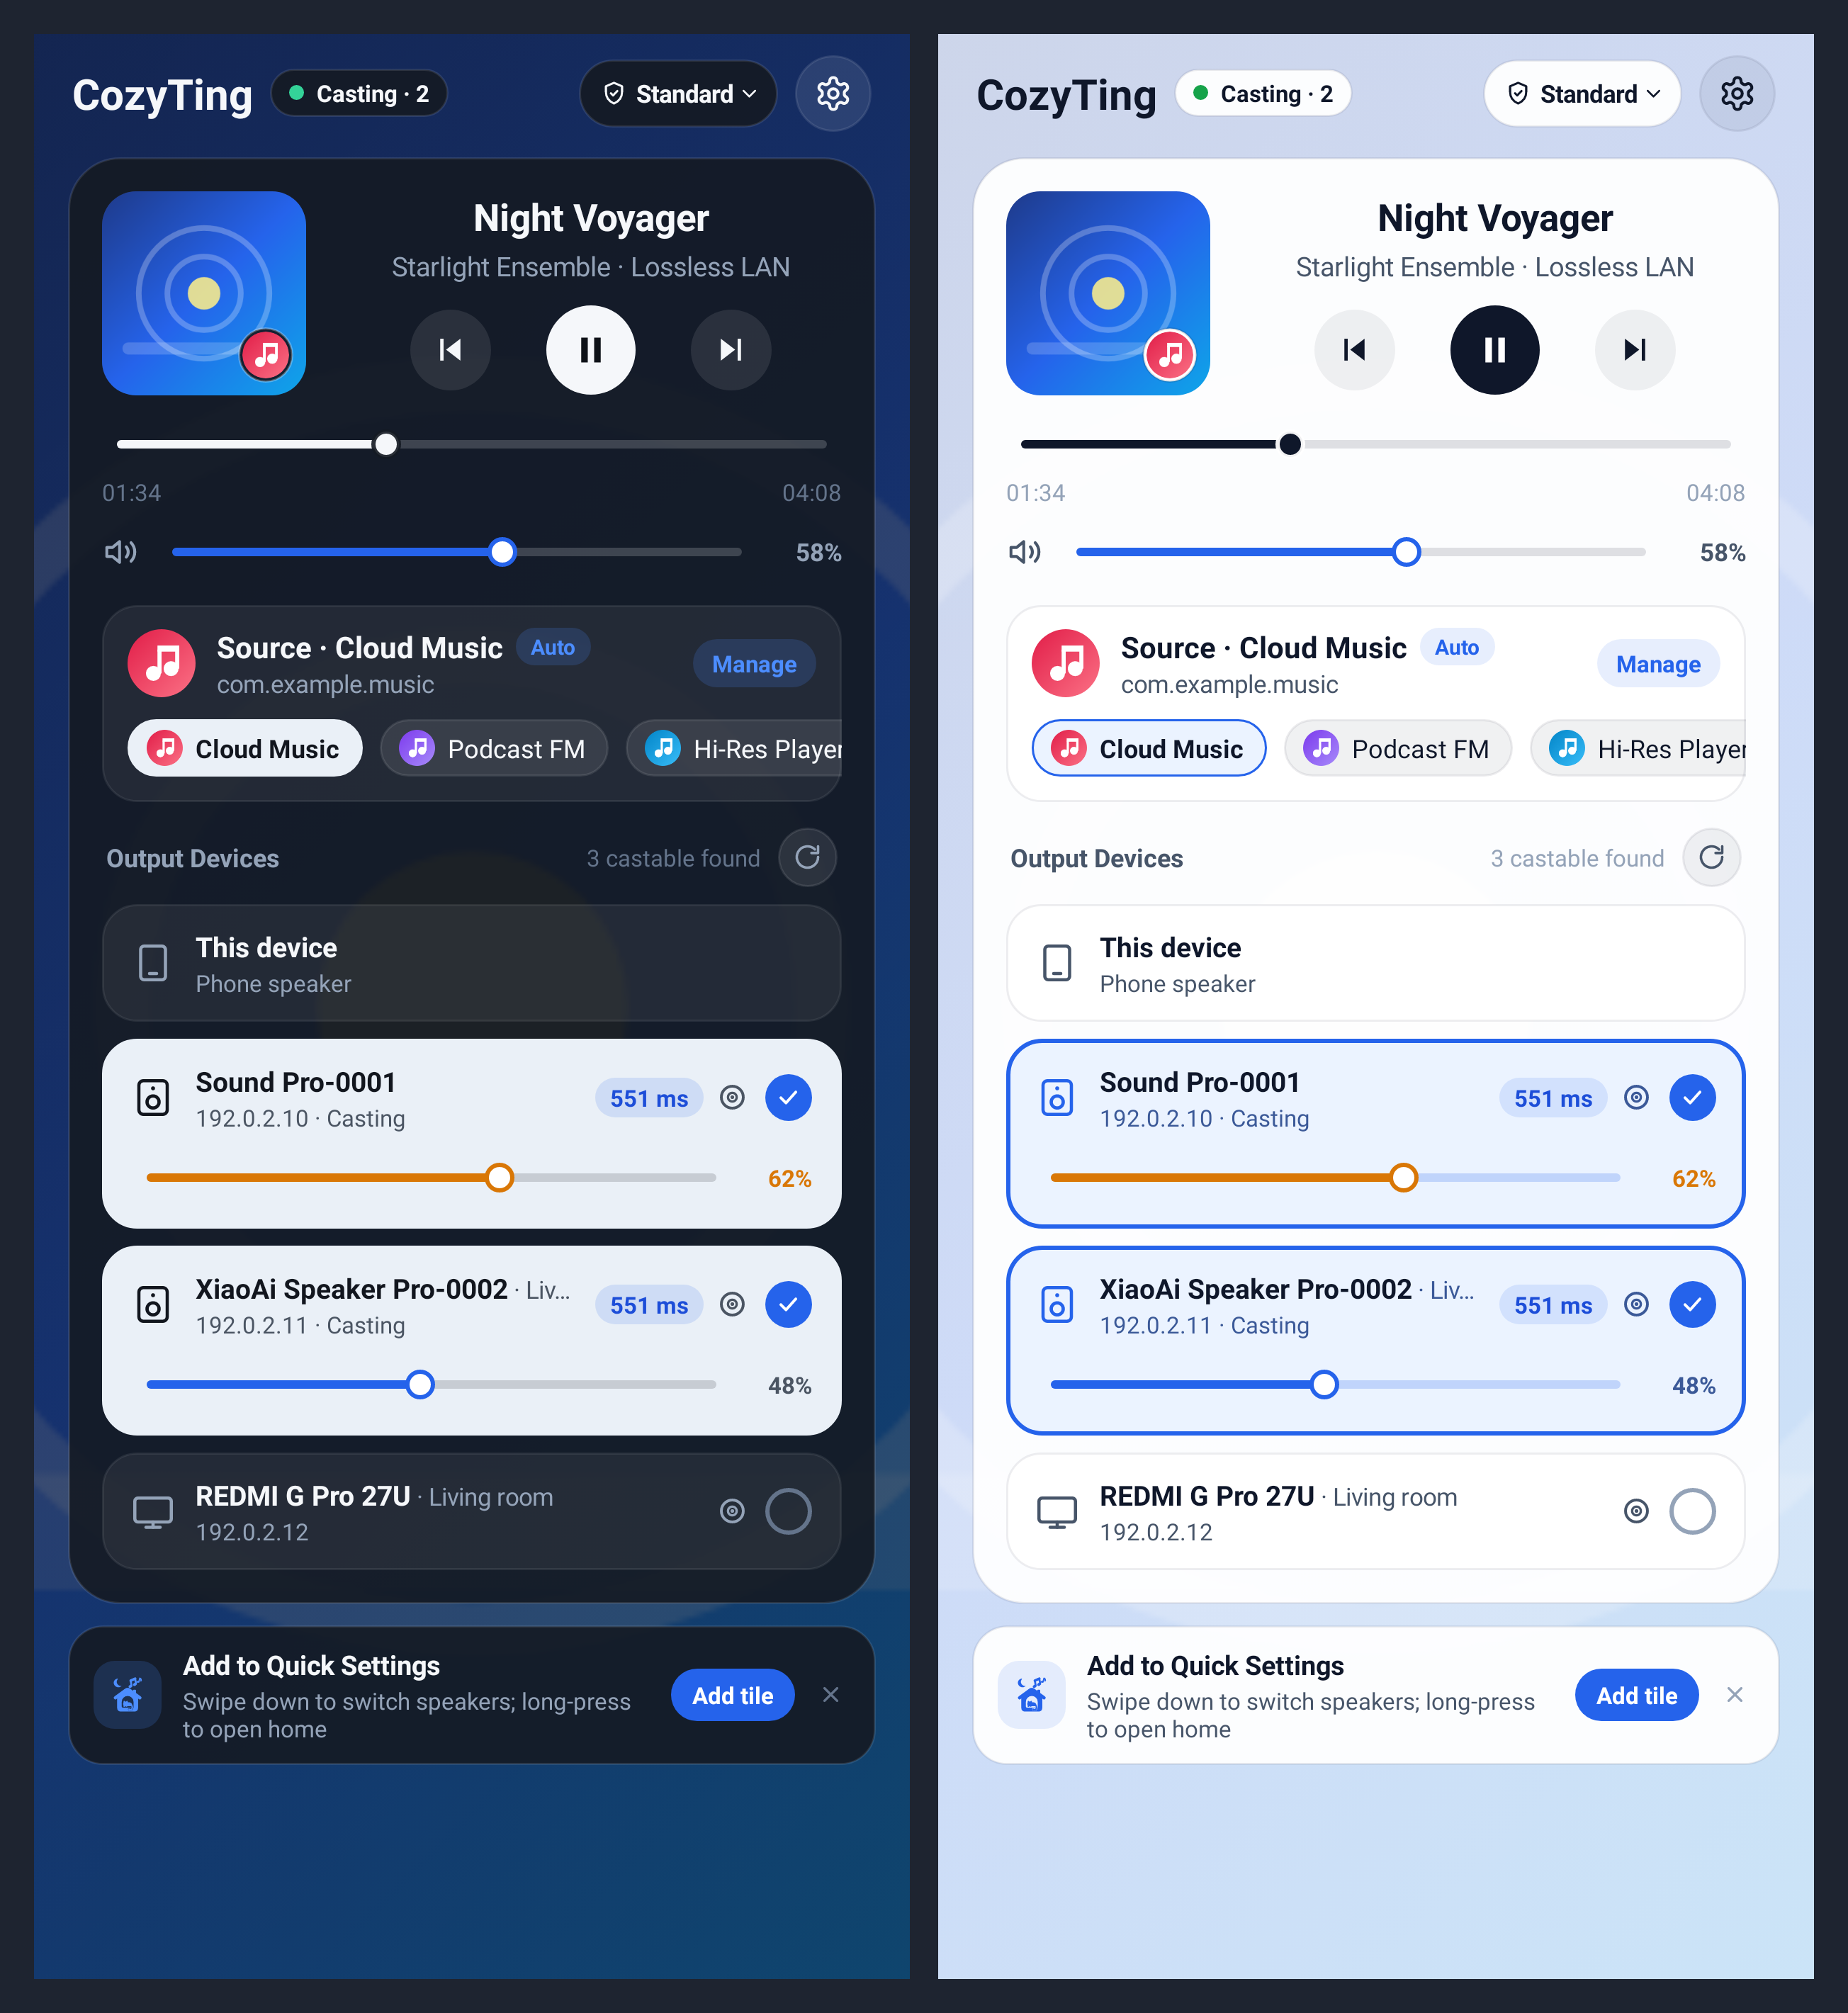 CozyTing
Casting · 2
Standard
Night Voyager
Starlight Ensemble · Lossless LAN
01:34
04:08
58%
Source · Cloud Music
Auto
Manage
com.example.music
Cloud Music
Podcast FM
Hi-Res Player
Output Devices
3 castable found
This device
Phone speaker
Sound Pro-0001
551 ms
192.0.2.10 · Casting
62%
XiaoAi Speaker Pro-0002 · Liv...
551 ms
192.0.2.11 · Casting
48%
REDMI G Pro 27U · Living room
192.0.2.12
Add to Quick Settings
Swipe down to switch speakers; long-press
to open home
Add tile
CozyTing
Casting · 2
Standard
Night Voyager
Starlight Ensemble · Lossless LAN
01:34
04:08
58%
Source · Cloud Music
Auto
Manage
com.example.music
Cloud Music
Podcast FM
Hi-Res Player
Output Devices
3 castable found
This device
Phone speaker
Sound Pro-0001
551 ms
192.0.2.10 · Casting
62%
XiaoAi Speaker Pro-0002 · Liv...
551 ms
192.0.2.11 · Casting
48%
REDMI G Pro 27U · Living room
192.0.2.12
Add to Quick Settings
Swipe down to switch speakers; long-press
to open home
Add tile